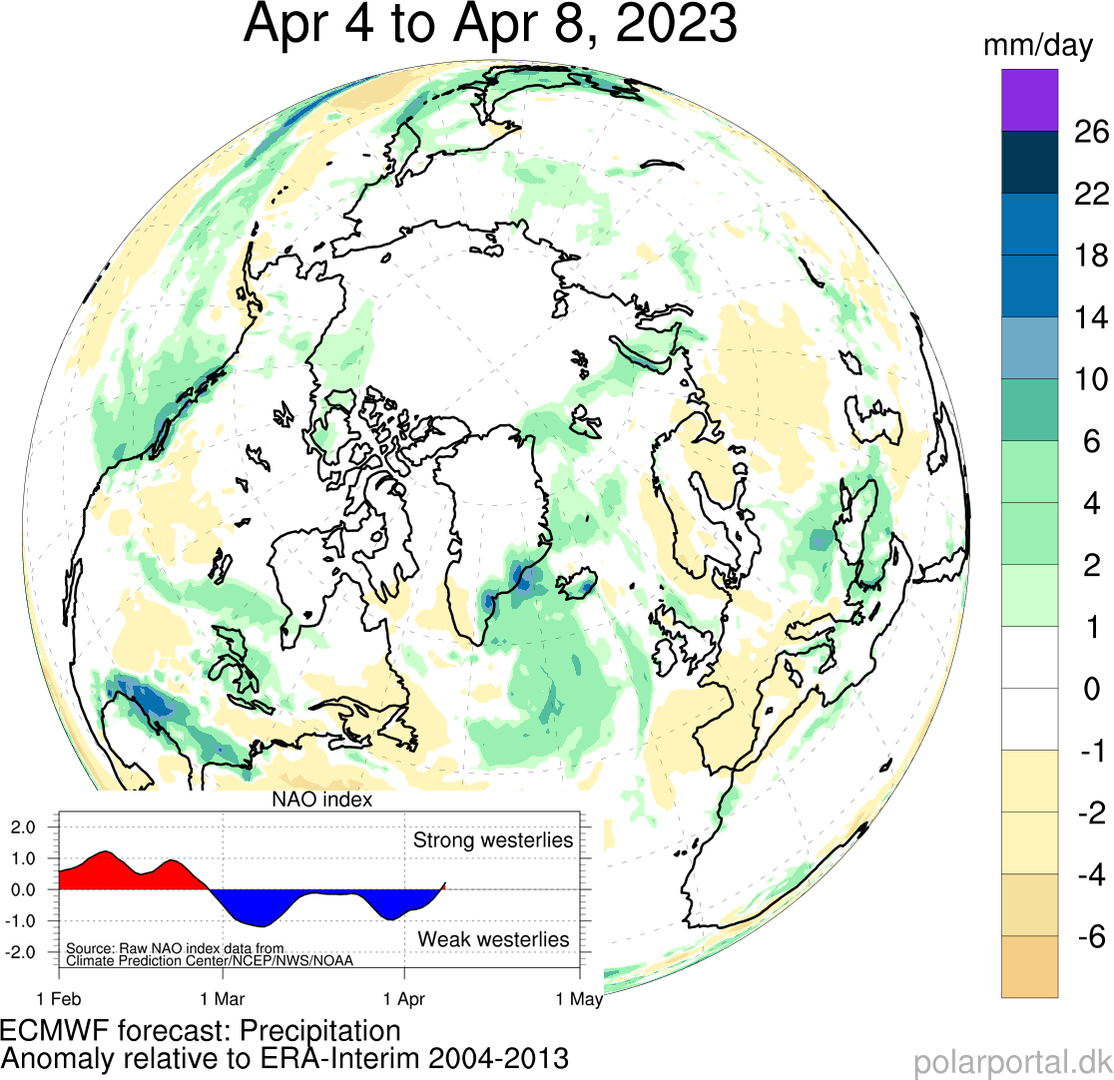 Apr 4 to Apr 8, 2023
mm/day
26
22
18
14
10
6
4
2
1
0
-1
-2
-4
-6
NAO index
2.0
1.0
0.0
-1.0
-2.0
Strong westerlies
Weak westerlies
Source: Raw NAO index data from
Climate Prediction Center/NCEP/NWS/NOAA
1 Feb 1 Mar 1 Apr 1 May
ECMWF forecast: Precipitation
Anomaly relative to ERA-Interim 2004-2013
polarportal.dk